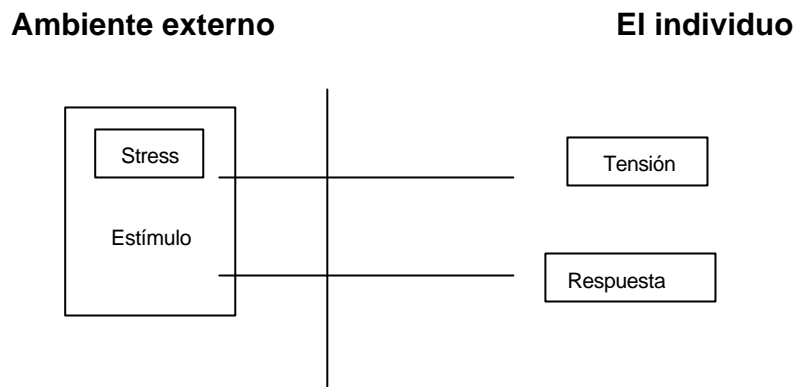 Ambiente externo
El individuo
Stress
Tensión
Estímulo
Respuesta